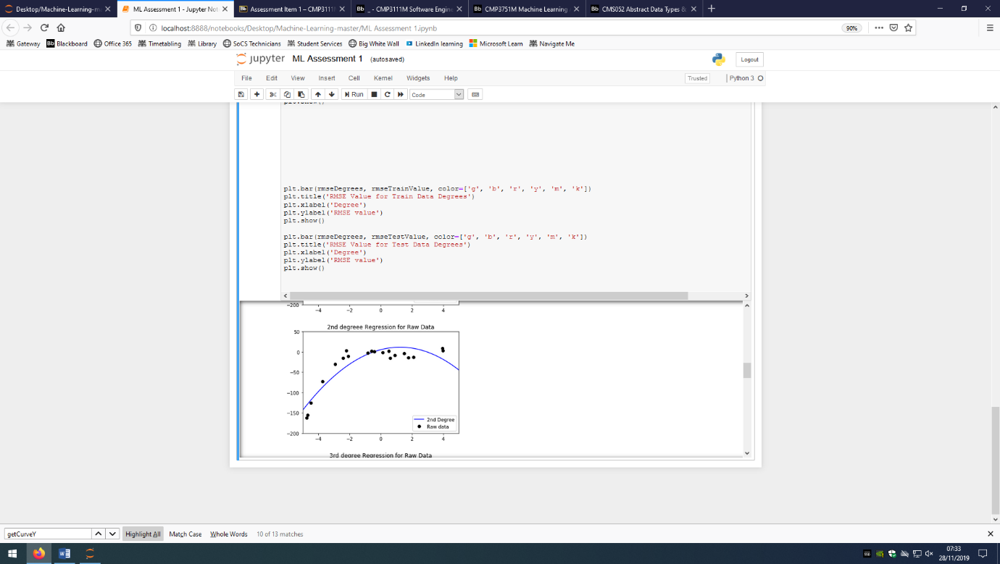 Desktop/Machine-Learning-m
ML Assessment 1 - Jupyter Not
Assessment Item 1 – CMP3111
Bb _ - CMP3111M Software Engine
Bb CMP3751M Machine Learning
Bb CMS052 Abstract Data Types &
localhost:8888/notebooks/Desktop/Machine-Learning-master/ML Assessment 1.ipynb
90%
Gateway Bb Blackboard Office 365 Timetabling Library SoCS Technicians Student Services Big White Wall LinkedIn learning Microsoft Learn Navigate Me
jupyter ML Assessment 1 (autosaved)
Logout
File Edit View Insert Cell Kernel Widgets Help
Trusted
Python 3 O
Run
Code
plt.show()
plt.bar(rmseDegrees, rmseTrainValue, color=['g', 'b', 'r', 'y', 'm', 'k'])
plt.title('RMSE Value for Train Data Degrees')
plt.xlabel('Degree')
plt.ylabel('RMSE value')
plt.show()
plt.bar(rmseDegrees, rmseTestValue, color=['g', 'b', 'r', 'y', 'm', 'k'])
plt.title('RMSE Value for Test Data Degrees')
plt.xlabel('Degree')
plt.ylabel('RMSE value')
plt.show()
−200
−4 −2 0 2 4
2nd degreee Regression for Raw Data
50
0
−50
−100
−150
−200
2nd Degree
Raw data
−4 −2 0 2 4
3rd degree Regression for Raw Data
getCurveY
Highlight All Match Case Whole Words 10 of 13 matches
SSD
07:33
28/11/2019